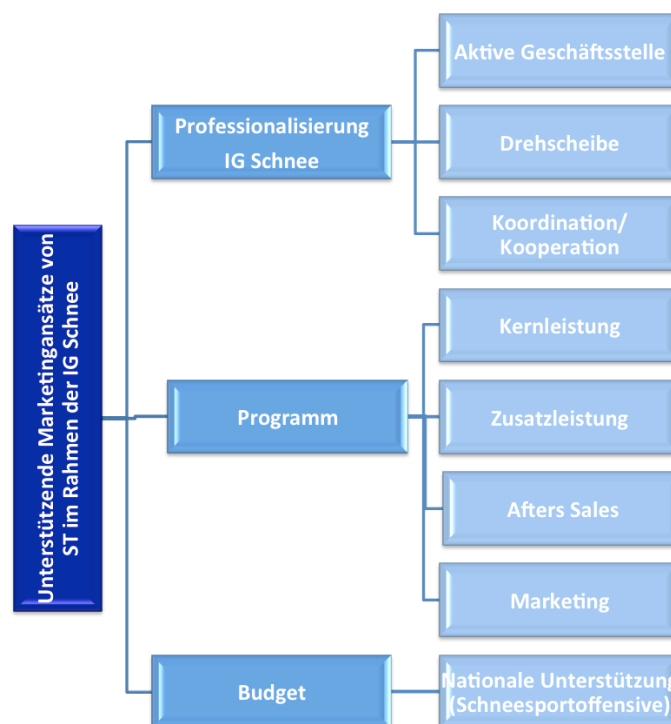 Unterstützende Marketingansätze von
ST im Rahmen der IG Schnee
Professionalisierung
IG Schnee
Aktive Geschäftsstelle
Drehscheibe
Koordination/
Kooperation
Programm
Kernleistung
Zusatzleistung
Afters Sales
Marketing
Budget
Nationale Unterstützung
(Schneesportoffensive)